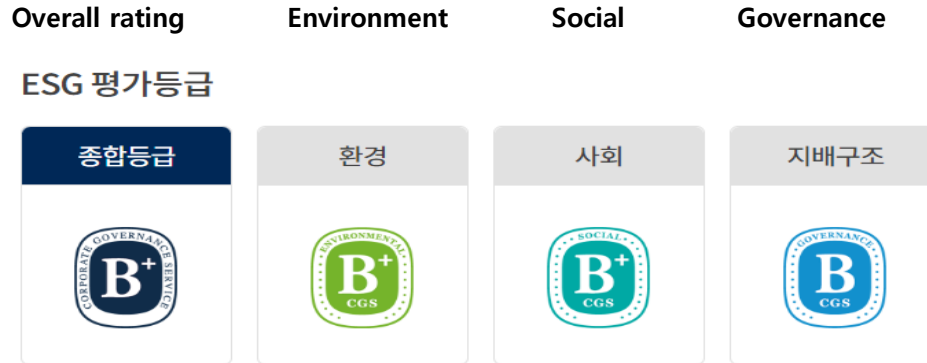 Overall rating Environment Social Governance
ESG 평가등급
종합등급 환경 사회 지배구조
CORPORATE GOVERNANCE SERVICE ENVIRONMENTAL SOCIAL GOVERNANCE
B+ B+ B+ B
CGS CGS CGS